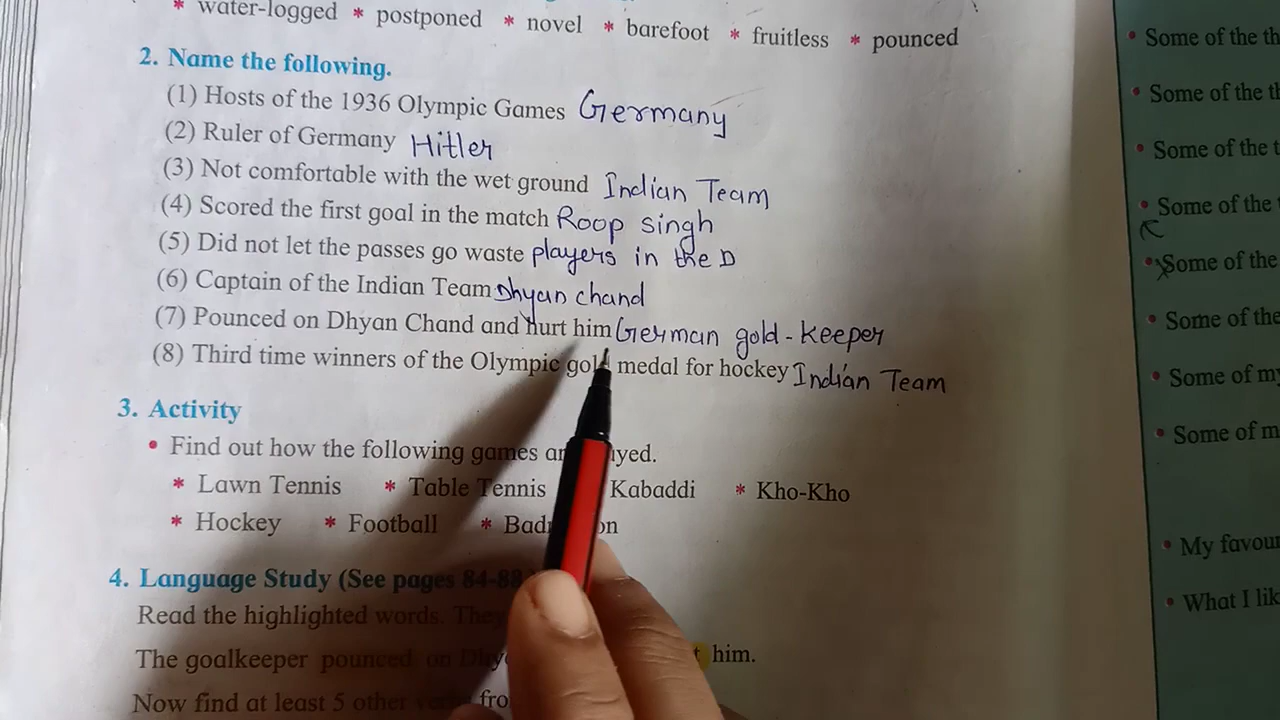 * water-logged * postponed * novel * barefoot * fruitless * pounced
2. Name the following.
(1) Hosts of the 1936 Olympic Games Germany
(2) Ruler of Germany Hitler
(3) Not comfortable with the wet ground Indian Team
(4) Scored the first goal in the match Roop singh
(5) Did not let the passes go waste players in the D
(6) Captain of the Indian Team Dhyan chand
(7) Pounced on Dhyan Chand and hurt him German gold-keeper
(8) Third time winners of the Olympic gold medal for hockey Indian Team
3. Activity
• Find out how the following games
* Lawn Tennis * Table Tennis Kabaddi * Kho-Kho
* Hockey * Football
4. Language Study (See pages 84-88
Read the highlighted words. They
The goalkeeper pounced on him.
Now find at least 5 other
• Some of the
• Some of the
• Some of the
• Some of the
• Some of the
• Some of the
• Some of my
• Some of
• My
• What I